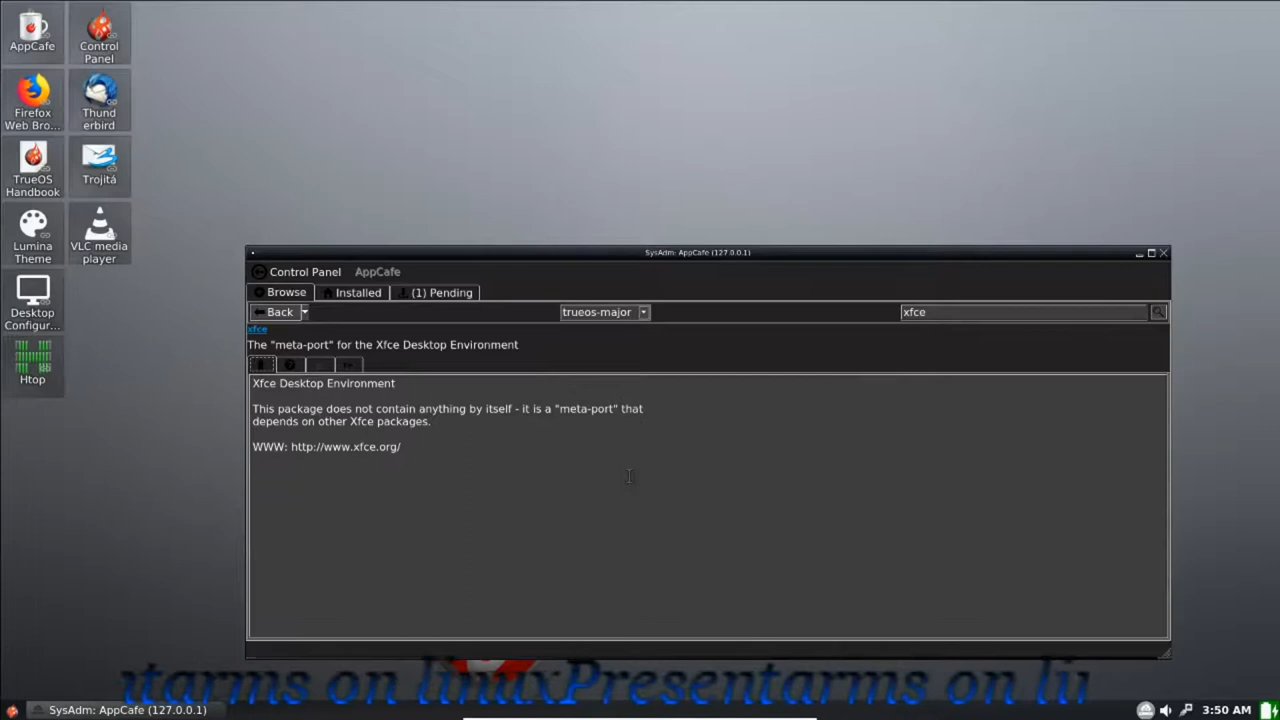 AppCafe
Control
Panel
Firefox
Web Bro...
Thund
erbird
TrueOS
Handbook
Trojitá
Lumina
Theme
VLC media
player
Desktop
Configur...
Htop
SysAdm: AppCafe (127.0.0.1)
Control Panel AppCafe
Browse Installed (1) Pending
Back trueos-major xfce
xfce
The "meta-port" for the Xfce Desktop Environment
Xfce Desktop Environment
This package does not contain anything by itself - it is a "meta-port" that
depends on other Xfce packages.
WWW: http://www.xfce.org/
tarms on linuxPresentarms on li
SysAdm: AppCafe (127.0.0.1) 3:50 AM